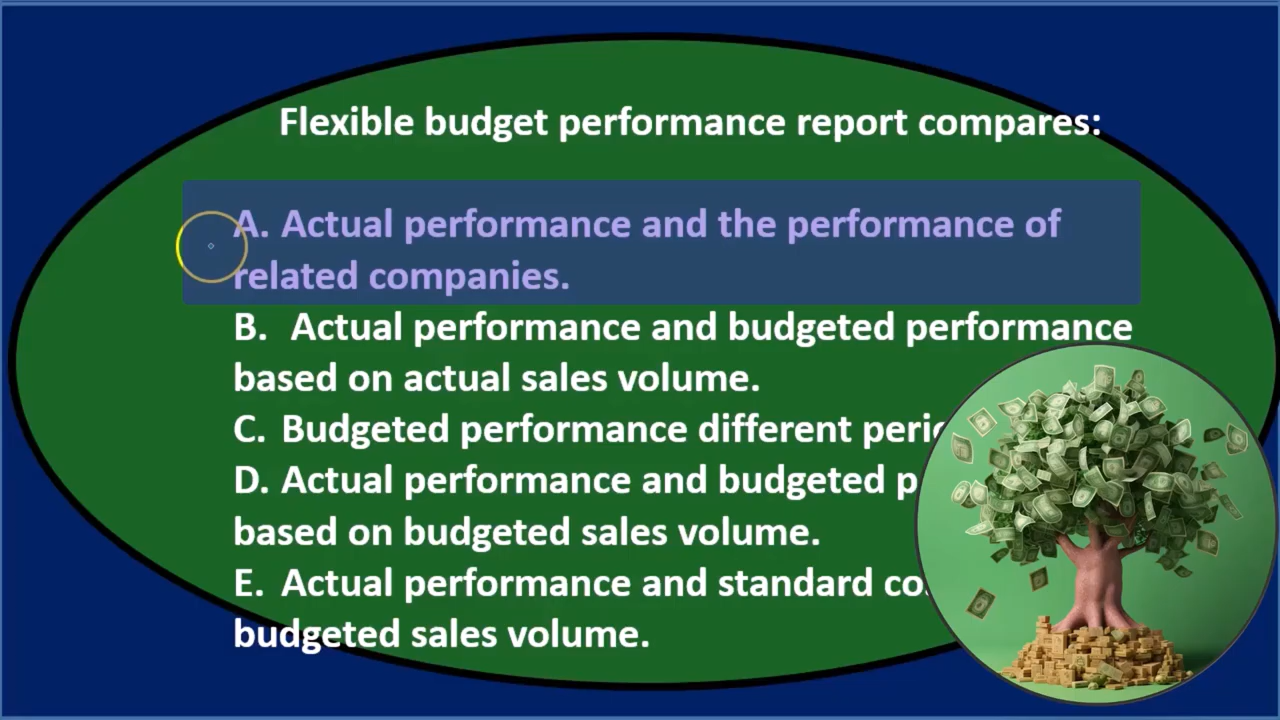 Flexible budget performance report compares:
A. Actual performance and the performance of
related companies.
B. Actual performance and budgeted performance
based on actual sales volume.
C. Budgeted performance different
D. Actual performance and budgeted
based on budgeted sales volume.
E. Actual performance and standard
budgeted sales volume.